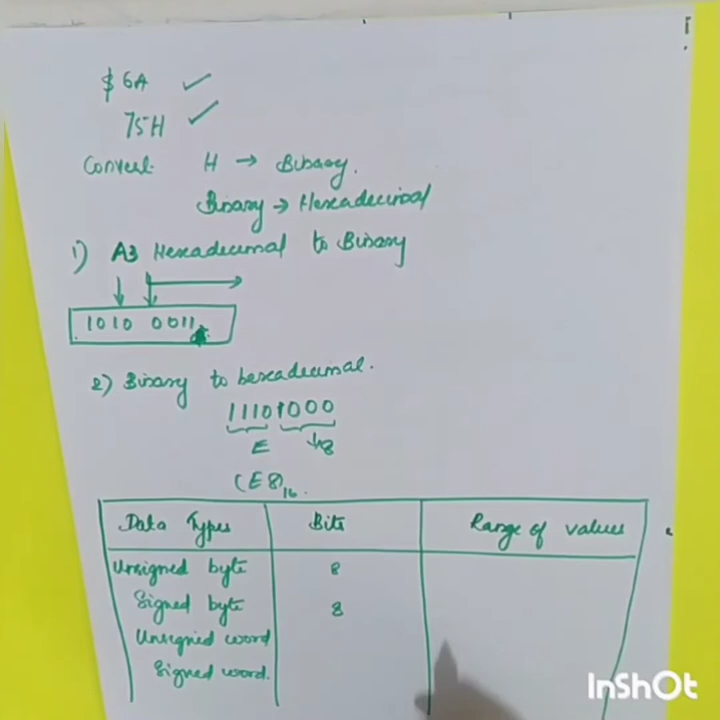 $ 6A ✓
75H ✓
Convert H → Binary.
Binary → Hexadecimal
1) A3 Hexadecimal to Binary
1010 0011
2) Binary to hexadecimal.
11101000
E 8
(E8)16.
Data Types Bits Range of values
Unsigned byte 8
Signed byte 8
Unsigned word
Signed word.
InShOt